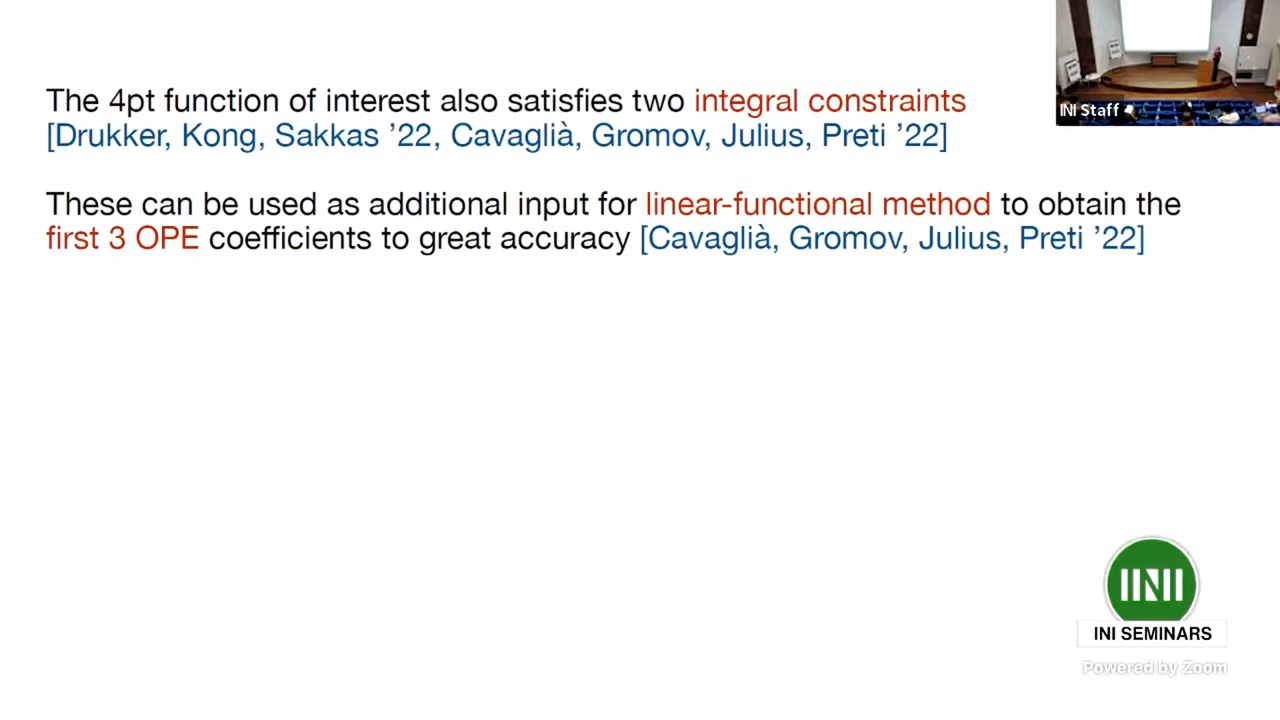 The 4pt function of interest also satisfies two integral constraints
[Drukker, Kong, Sakkas ’22, Cavaglià, Gromov, Julius, Preti ’22]
These can be used as additional input for linear-functional method to obtain the
first 3 OPE coefficients to great accuracy [Cavaglià, Gromov, Julius, Preti ’22]
INI Staff
INI
INI SEMINARS
Powered by Zoom